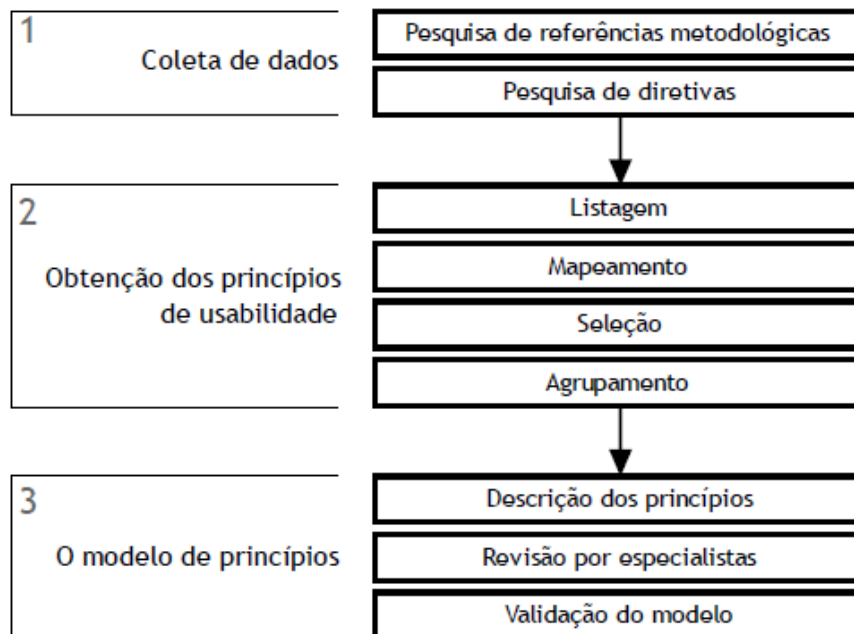 1
Coleta de dados
Pesquisa de referências metodológicas
Pesquisa de diretivas
2
Obtenção dos princípios
de usabilidade
Listagem
Mapeamento
Seleção
Agrupamento
3
O modelo de princípios
Descrição dos princípios
Revisão por especialistas
Validação do modelo